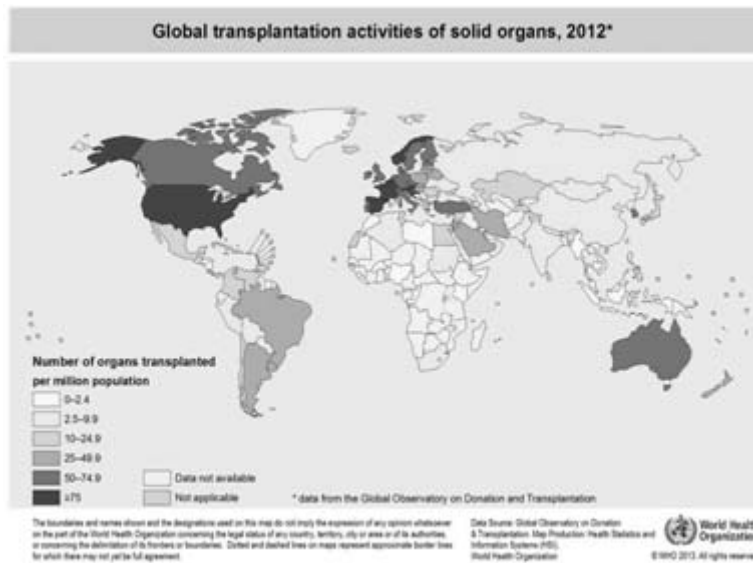 Global transplantation activities of solid organs, 2012*
Number of organs transplanted
per million population
0–2.4
2.5–9.9
10–24.9
25–49.9
50–74.9
≥75
Data not available
Not applicable
* data from the Global Observatory on Donation and Transplantation
The boundaries and names shown and the designations used on this map do not imply the expression of any opinion whatsoever
on the part of the World Health Organization concerning the legal status of any country, territory, city or area or of its authorities,
or concerning the delimitation of its frontiers or boundaries. Dotted and dashed lines on maps represent approximate border lines
for which there may not yet be full agreement.
Data Source: Global Observatory on Donation
& Transplantation. Map Production: Health Statistics and
Information Systems (HSI),
World Health Organization
World Health
Organization
© WHO 2013. All rights reserved